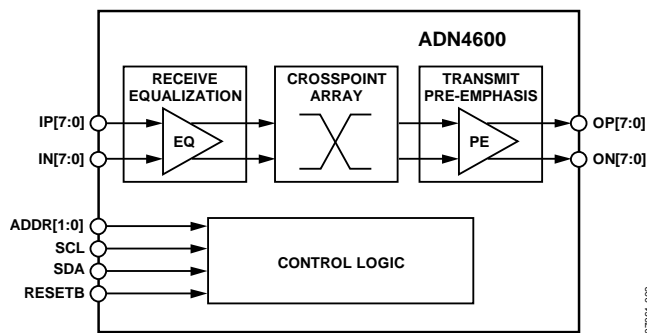 ADN4600
RECEIVE
EQUALIZATION
CROSSPOINT
ARRAY
TRANSMIT
PRE-EMPHASIS
IP[7:0]
IN[7:0]
EQ
PE
OP[7:0]
ON[7:0]
ADDR[1:0]
SCL
SDA
RESETB
CONTROL LOGIC